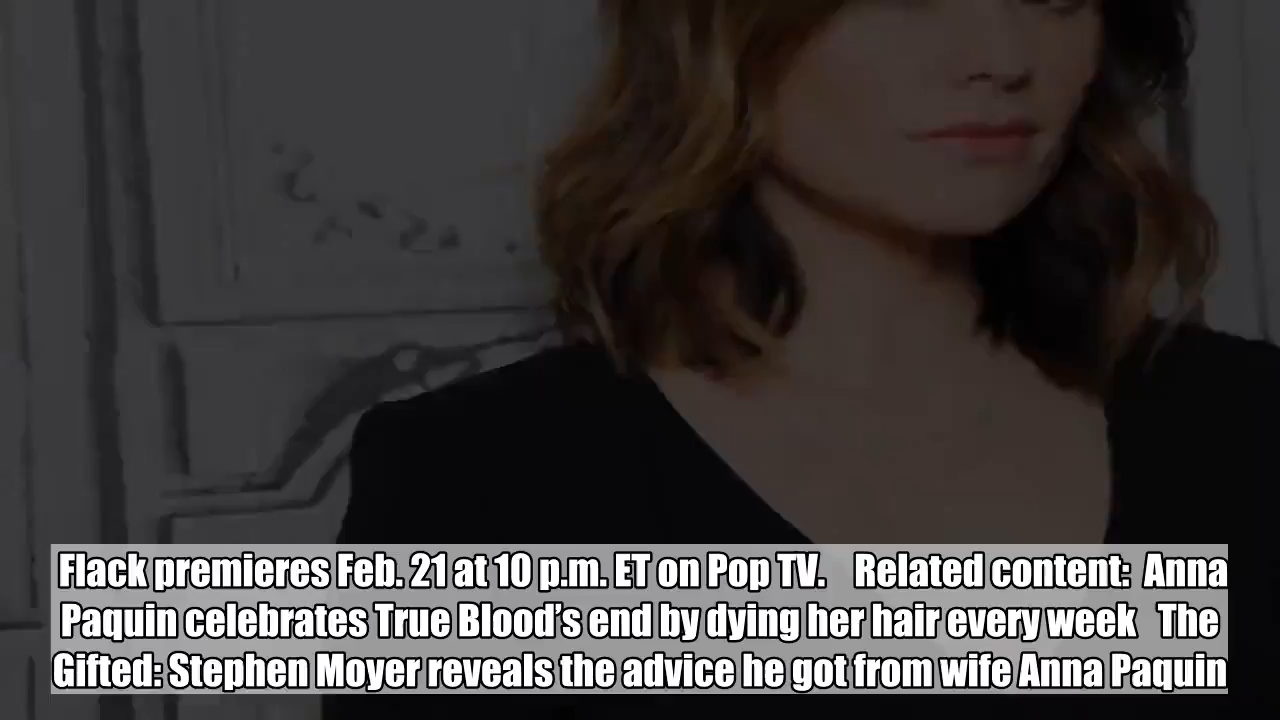 Flack premieres Feb. 21 at 10 p.m. ET on Pop TV. Related content: Anna
Paquin celebrates True Blood’s end by dying her hair every week The
Gifted: Stephen Moyer reveals the advice he got from wife Anna Paquin